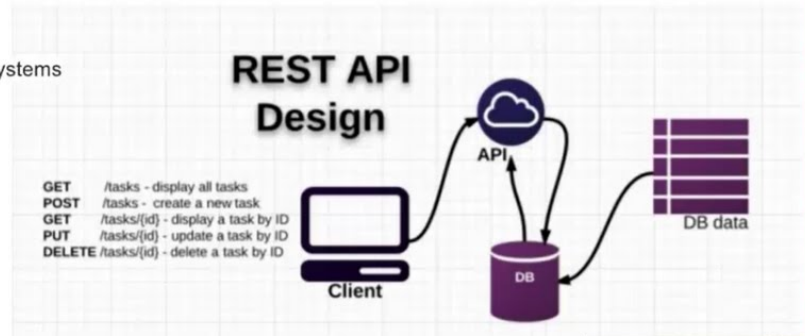 ystems
REST API
Design
API
GET /tasks - display all tasks
POST /tasks - create a new task
GET /tasks/{id} - display a task by ID
PUT /tasks/{id} - update a task by ID
DELETE /tasks/{id} - delete a task by ID
Client
DB
DB data